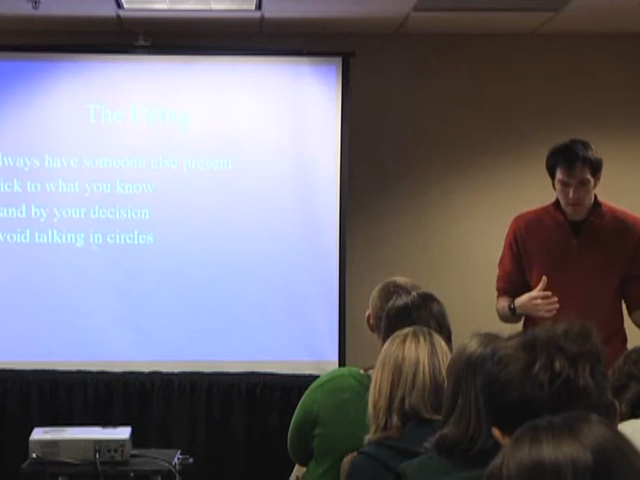 The Firing
lways have someone else present
ick to what you know
and by your decision
void talking in circles